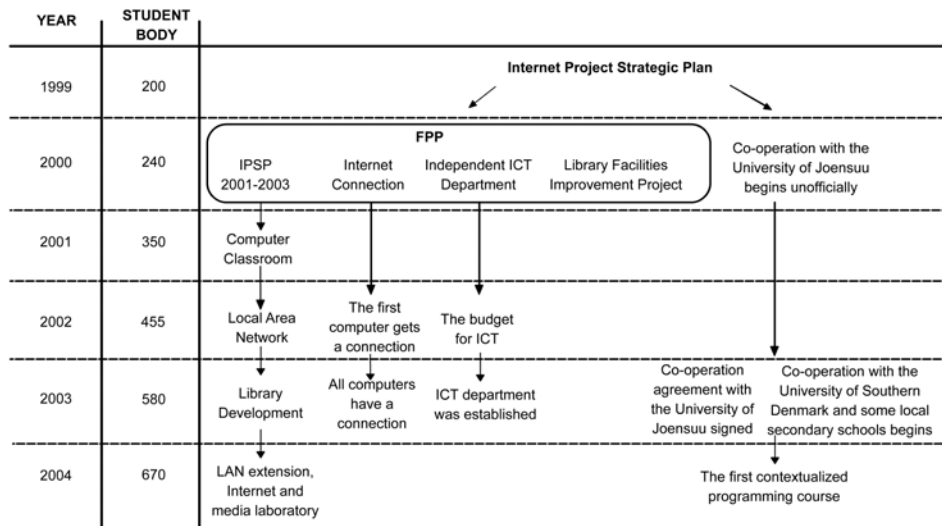 YEAR
STUDENT
BODY
Internet Project Strategic Plan
1999
200
FPP
2000
240
IPSP
2001-2003
Internet
Connection
Independent ICT
Department
Library Facilities
Improvement Project
Co-operation with the
University of Joensuu
begins unofficially
2001
350
Computer
Classroom
2002
455
Local Area
Network
The first
computer gets
a connection
The budget
for ICT
2003
580
Library
Development
All computers
have a
connection
ICT department
was established
Co-operation
agreement with
the University of
Joensuu signed
Co-operation with the
University of Southern
Denmark and some local
secondary schools begins
2004
670
LAN extension,
Internet and
media laboratory
The first contextualized
programming course